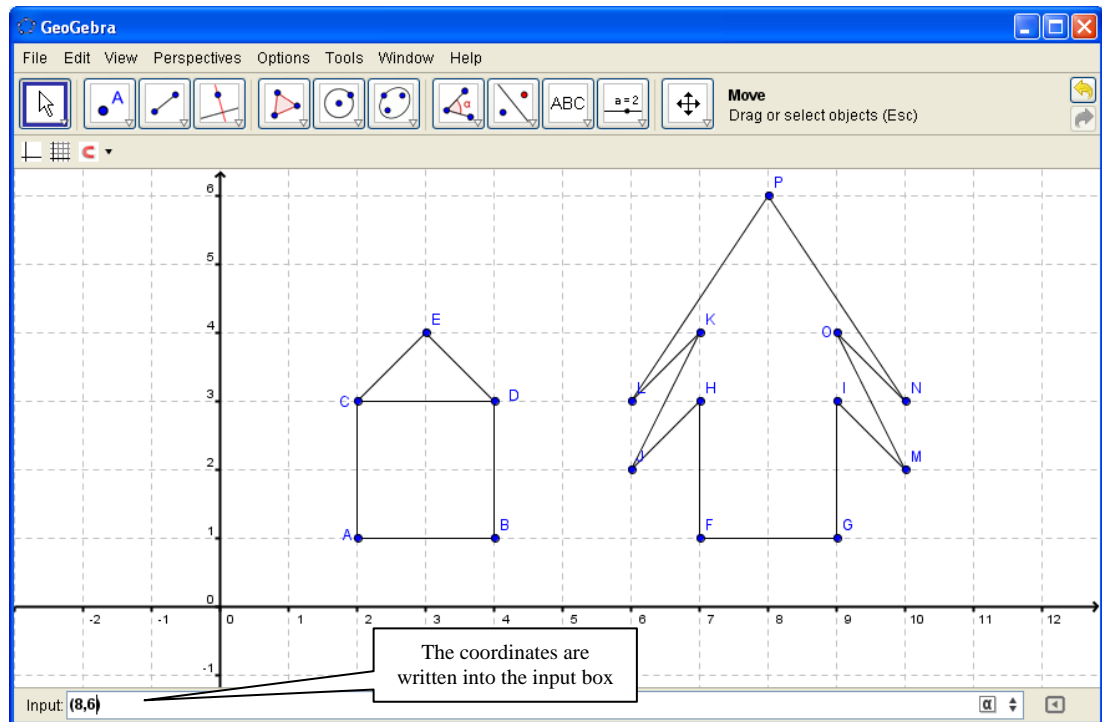 GeoGebra
File Edit View Perspectives Options Tools Window Help
A α ABC a=2
Move
Drag or select objects (Esc)
P
6
5
E K O
4
C D L H I N
3
J M
2
A B F G
1
0
-2 -1 0 1 2 3 4 5 6 7 8 9 10 11 12
-1
The coordinates are
written into the input box
Input: (8,6) α